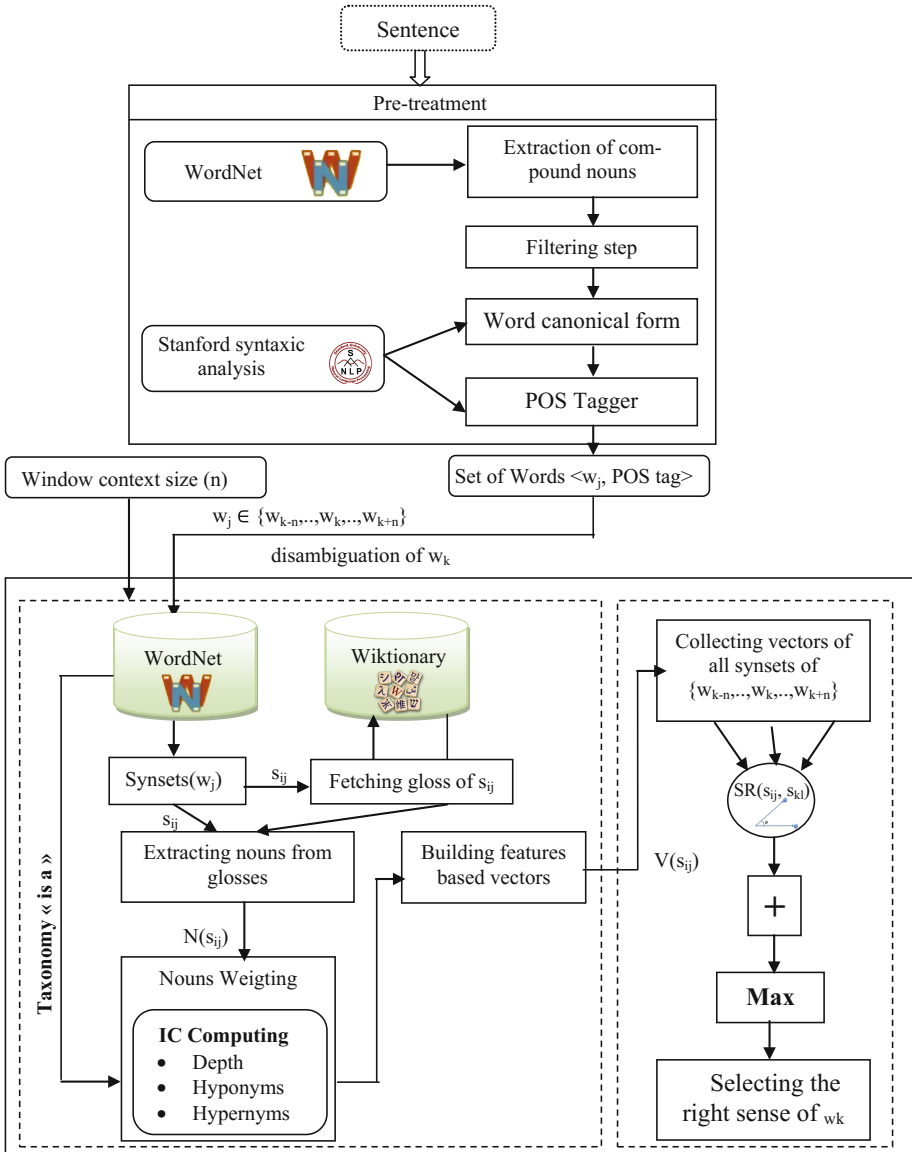 Sentence
Pre-treatment
WordNet
Extraction of com-
pound nouns
Filtering step
Word canonical form
Stanford syntaxic
analysis
S
NLP
POS Tagger
Window context size (n)
Set of Words <wj, POS tag>
wj ∈ {wk-n,..,wk,..,wk+n}
disambiguation of wk
WordNet
Wiktionary
Synsets(wj)
sij
Fetching gloss of sij
sij
Extracting nouns from
glosses
N(sij)
Taxonomy « is a »
Nouns Weigting
IC Computing
• Depth
• Hyponyms
• Hypernyms
Building features
based vectors
V(sij)
Collecting vectors of
all synsets of
{wk-n,..,wk,..,wk+n}
SR(sij, skl)
+
Max
Selecting the
right sense of wk